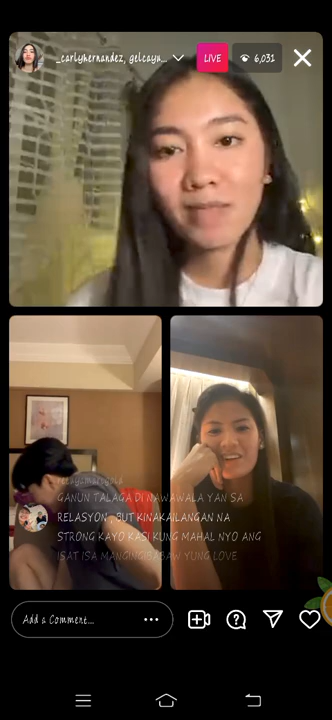 _carlyhernandez, gelcayu... LIVE 6,031
GANUN TALAGA DI NAWAWALA YAN SA
RELASYON, BUT KINAKAILANGAN NA
STRONG KAYO KASI KUNG MAHAL NYO ANG
ISAT ISA MANGINGIBABAW YUNG LOVE
Add a Comment...